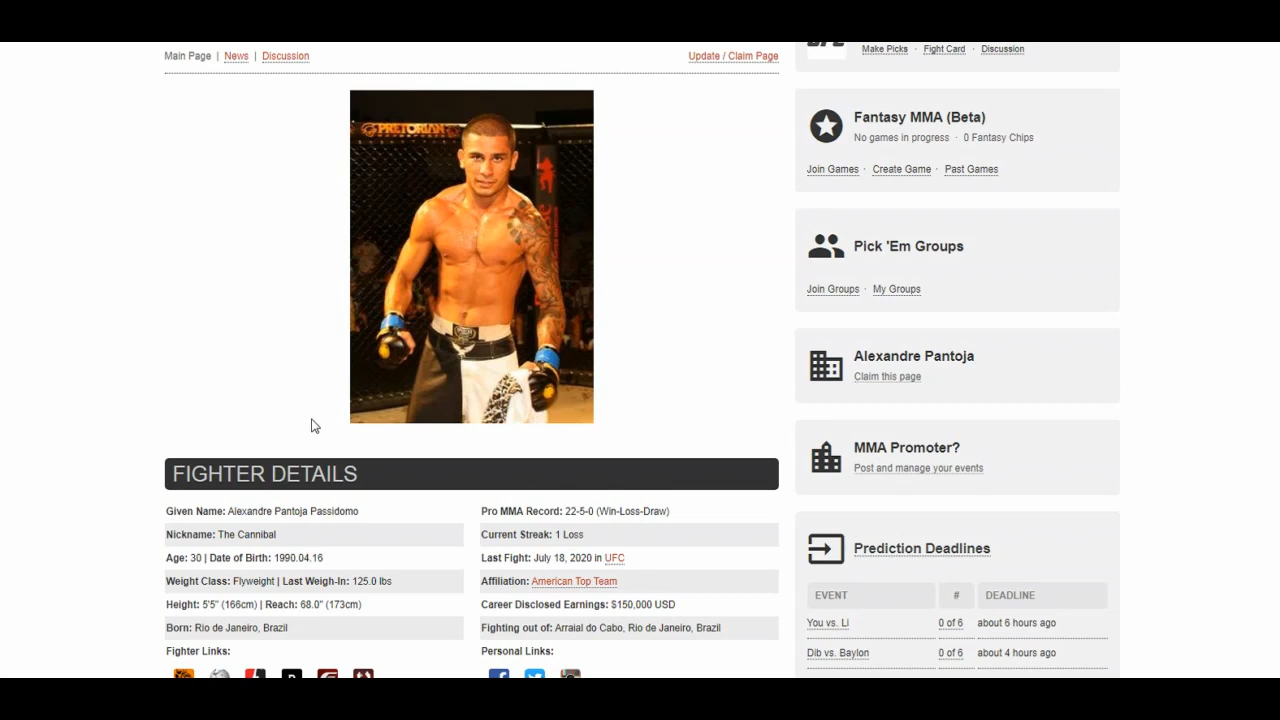 Main Page | News | Discussion
Update / Claim Page
PRETORIAN
FIGHTER DETAILS
Given Name: Alexandre Pantoja Passidomo
Nickname: The Cannibal
Age: 30 | Date of Birth: 1990.04.16
Weight Class: Flyweight | Last Weigh-In: 125.0 lbs
Height: 5'5" (166cm) | Reach: 68.0" (173cm)
Born: Rio de Janeiro, Brazil
Fighter Links:
Pro MMA Record: 22-5-0 (Win-Loss-Draw)
Current Streak: 1 Loss
Last Fight: July 18, 2020 in UFC
Affiliation: American Top Team
Career Disclosed Earnings: $150,000 USD
Fighting out of: Arraial do Cabo, Rio de Janeiro, Brazil
Personal Links:
Make Picks · Fight Card · Discussion
Fantasy MMA (Beta)
No games in progress · 0 Fantasy Chips
Join Games · Create Game · Past Games
Pick 'Em Groups
Join Groups · My Groups
Alexandre Pantoja
Claim this page
MMA Promoter?
Post and manage your events
Prediction Deadlines
EVENT # DEADLINE
You vs. Li 0 of 6 about 6 hours ago
Dib vs. Baylon 0 of 6 about 4 hours ago